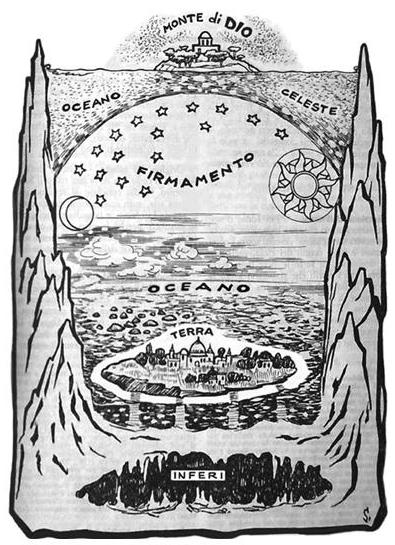 MONTE di DIO
OCEANO CELESTE
FIRMAMENTO
OCEANO
TERRA
INFERI
S.